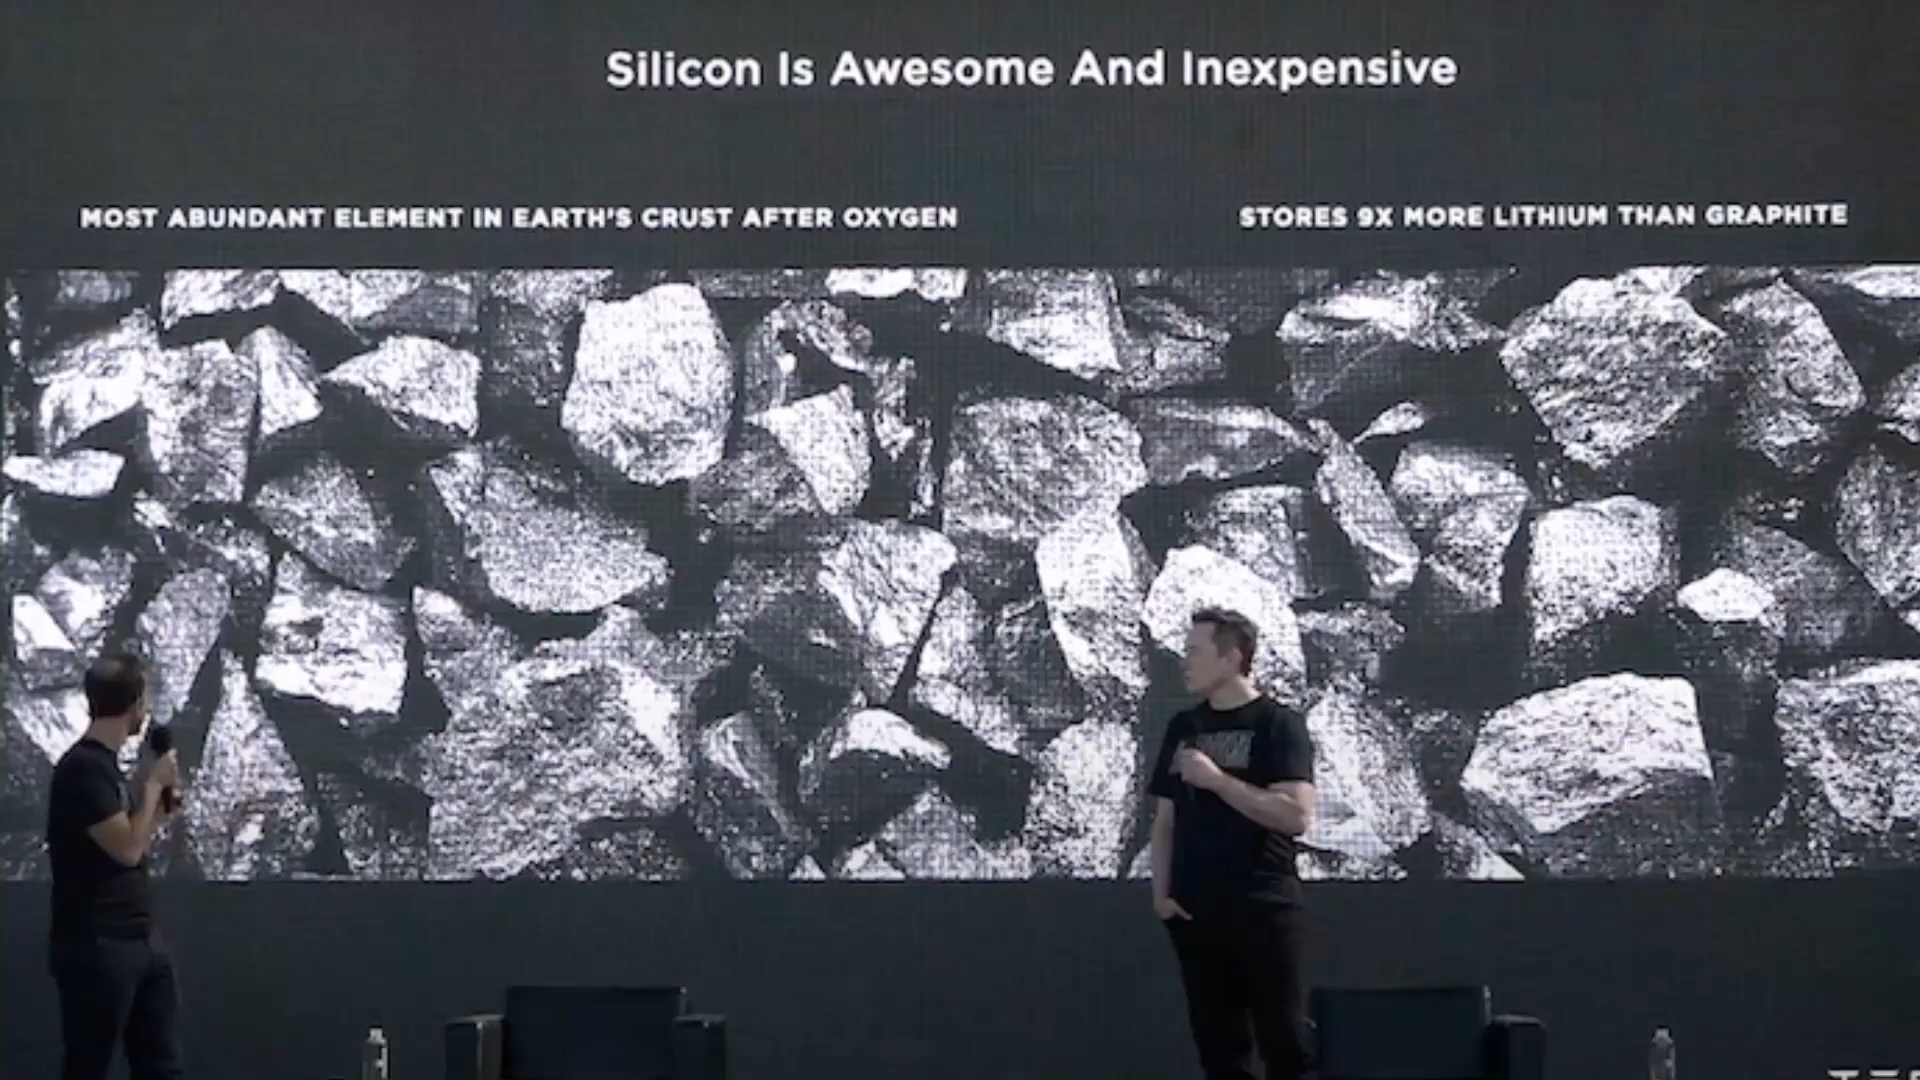 Silicon Is Awesome And Inexpensive
MOST ABUNDANT ELEMENT IN EARTH'S CRUST AFTER OXYGEN
STORES 9X MORE LITHIUM THAN GRAPHITE